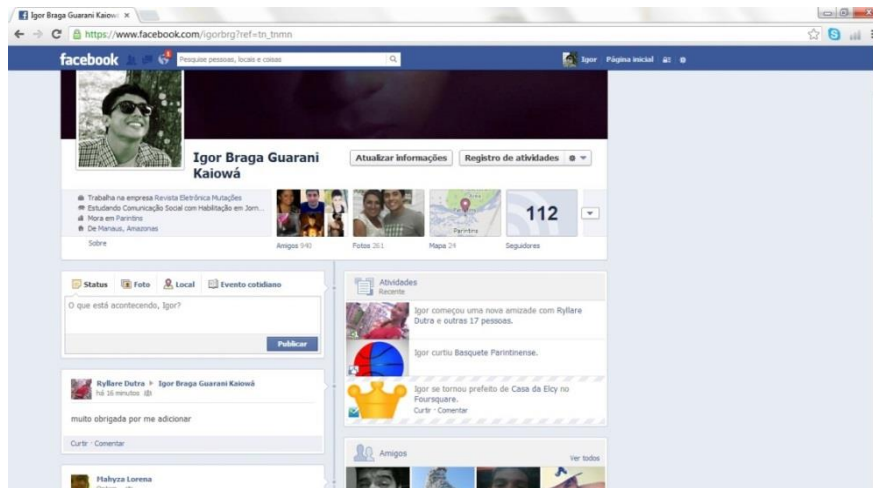 Igor Braga Guarani Kaiow
https://www.facebook.com/igorbrg?ref=tn_tnmn
facebook
Pesquise pessoas, locais e coisas
Igor Página inicial
Igor Braga Guarani
Kaiowá
Atualizar informações
Registro de atividades
Trabalha na empresa Revista Eletrônica Mutações
Estudando Comunicação Social com Habilitação em Jorn...
Mora em Parintins
De Manaus, Amazonas
Sobre
Amigos 940
Fotos 261
Parintins
Mapa 24
112
Seguidores
Status Foto Local Evento cotidiano
O que está acontecendo, Igor?
Publicar
Ryllare Dutra Igor Braga Guarani Kaiowá
há 16 minutos
muito obrigada por me adicionar
Curtir · Comentar
Mahyza Lorena
Atividades
Recente
Igor começou uma nova amizade com Ryllare
Dutra e outras 17 pessoas.
Igor curtiu Basquete Parintinense.
Igor se tornou prefeito de Casa da Elcy no
Foursquare.
Curtir · Comentar
Amigos
Ver todos